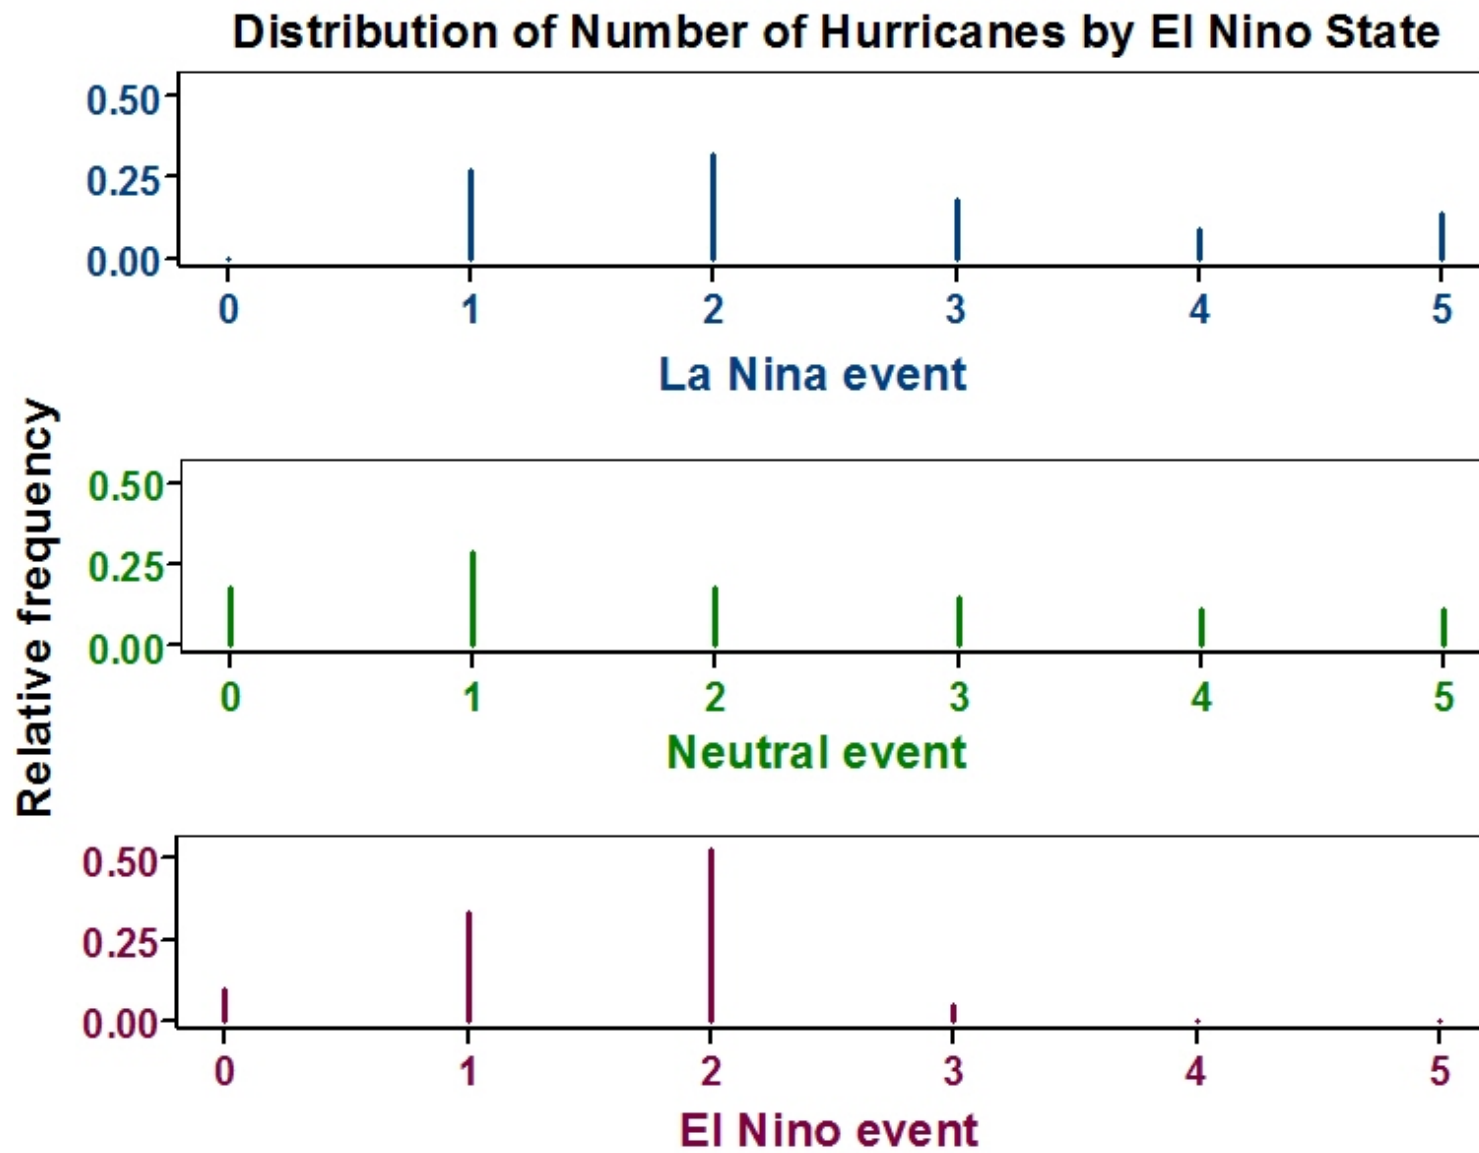 Distribution of Number of Hurricanes by El Nino State
Relative frequency
0.50
0.25
0.00
0 1 2 3 4 5
La Nina event
0.50
0.25
0.00
0 1 2 3 4 5
Neutral event
0.50
0.25
0.00
0 1 2 3 4 5
El Nino event